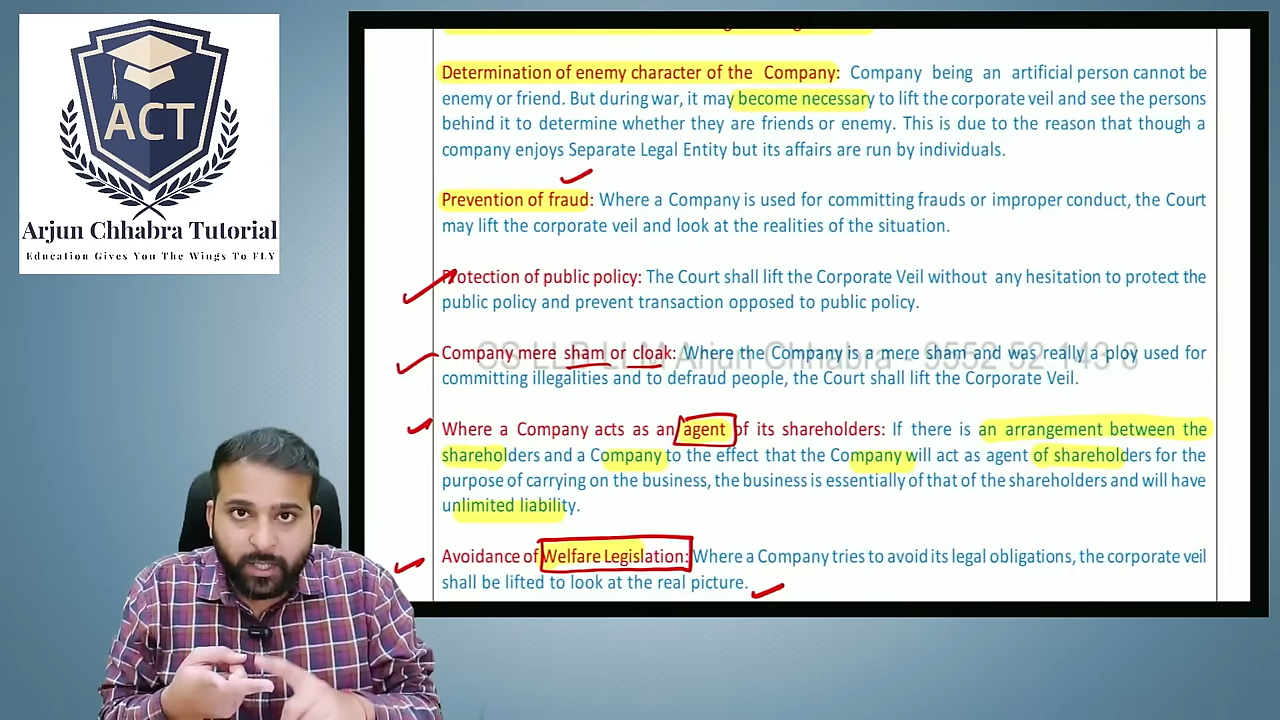 ACT
Arjun Chhabra Tutorial
Education Gives You The Wings To FLY
Determination of enemy character of the Company: Company being an artificial person cannot be
enemy or friend. But during war, it may become necessary to lift the corporate veil and see the persons
behind it to determine whether they are friends or enemy. This is due to the reason that though a
company enjoys Separate Legal Entity but its affairs are run by individuals.
Prevention of fraud: Where a Company is used for committing frauds or improper conduct, the Court
may lift the corporate veil and look at the realities of the situation.
Protection of public policy: The Court shall lift the Corporate Veil without any hesitation to protect the
public policy and prevent transaction opposed to public policy.
Company mere sham or cloak: Where the Company is a mere sham and was really a ploy used for
CS LLB LLM Arjun Chhabra - 9552 52 143 8
committing illegalities and to defraud people, the Court shall lift the Corporate Veil.
Where a Company acts as an agent of its shareholders: If there is an arrangement between the
shareholders and a Company to the effect that the Company will act as agent of shareholders for the
purpose of carrying on the business, the business is essentially of that of the shareholders and will have
unlimited liability.
Avoidance of Welfare Legislation: Where a Company tries to avoid its legal obligations, the corporate veil
shall be lifted to look at the real picture.